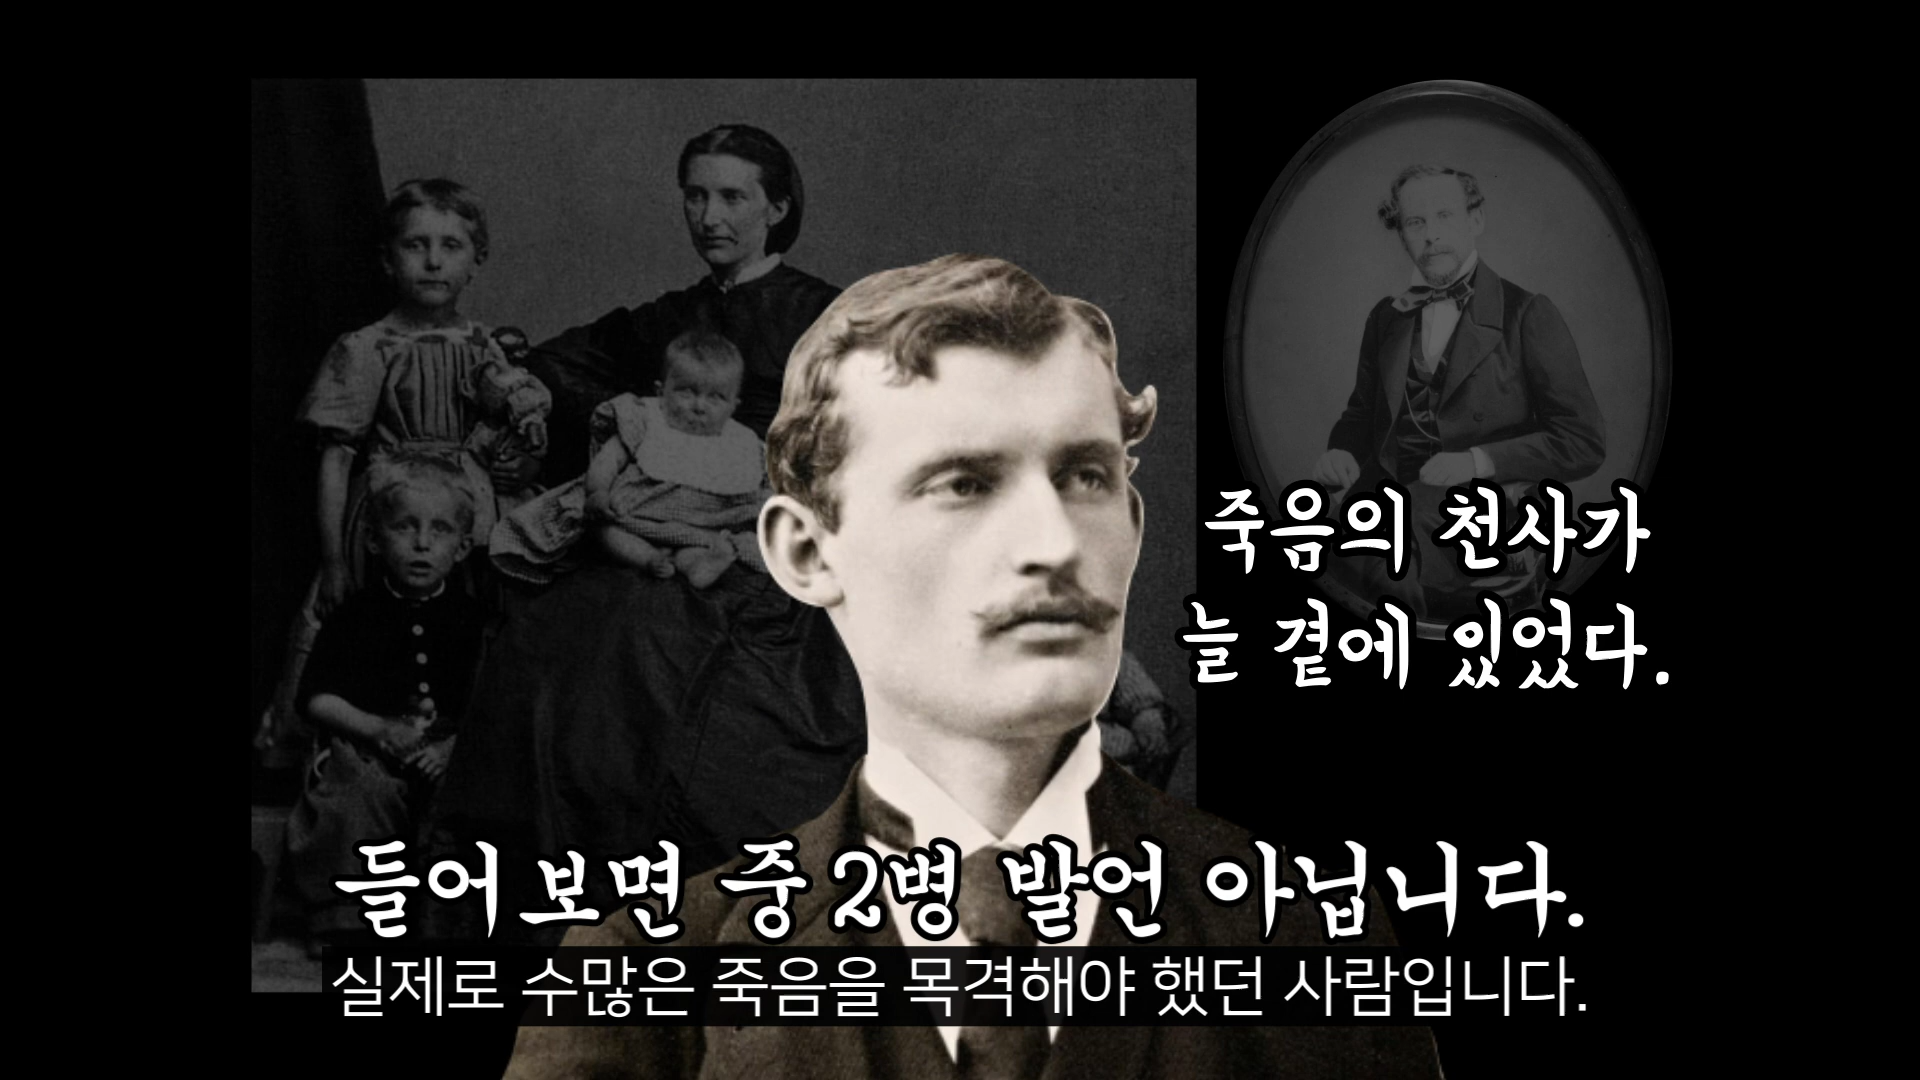 죽음의 천사가
늘 곁에 있었다.
들어 보면 중2병 발언 아닙니다.
실제로 수많은 죽음을 목격해야 했던 사람입니다.